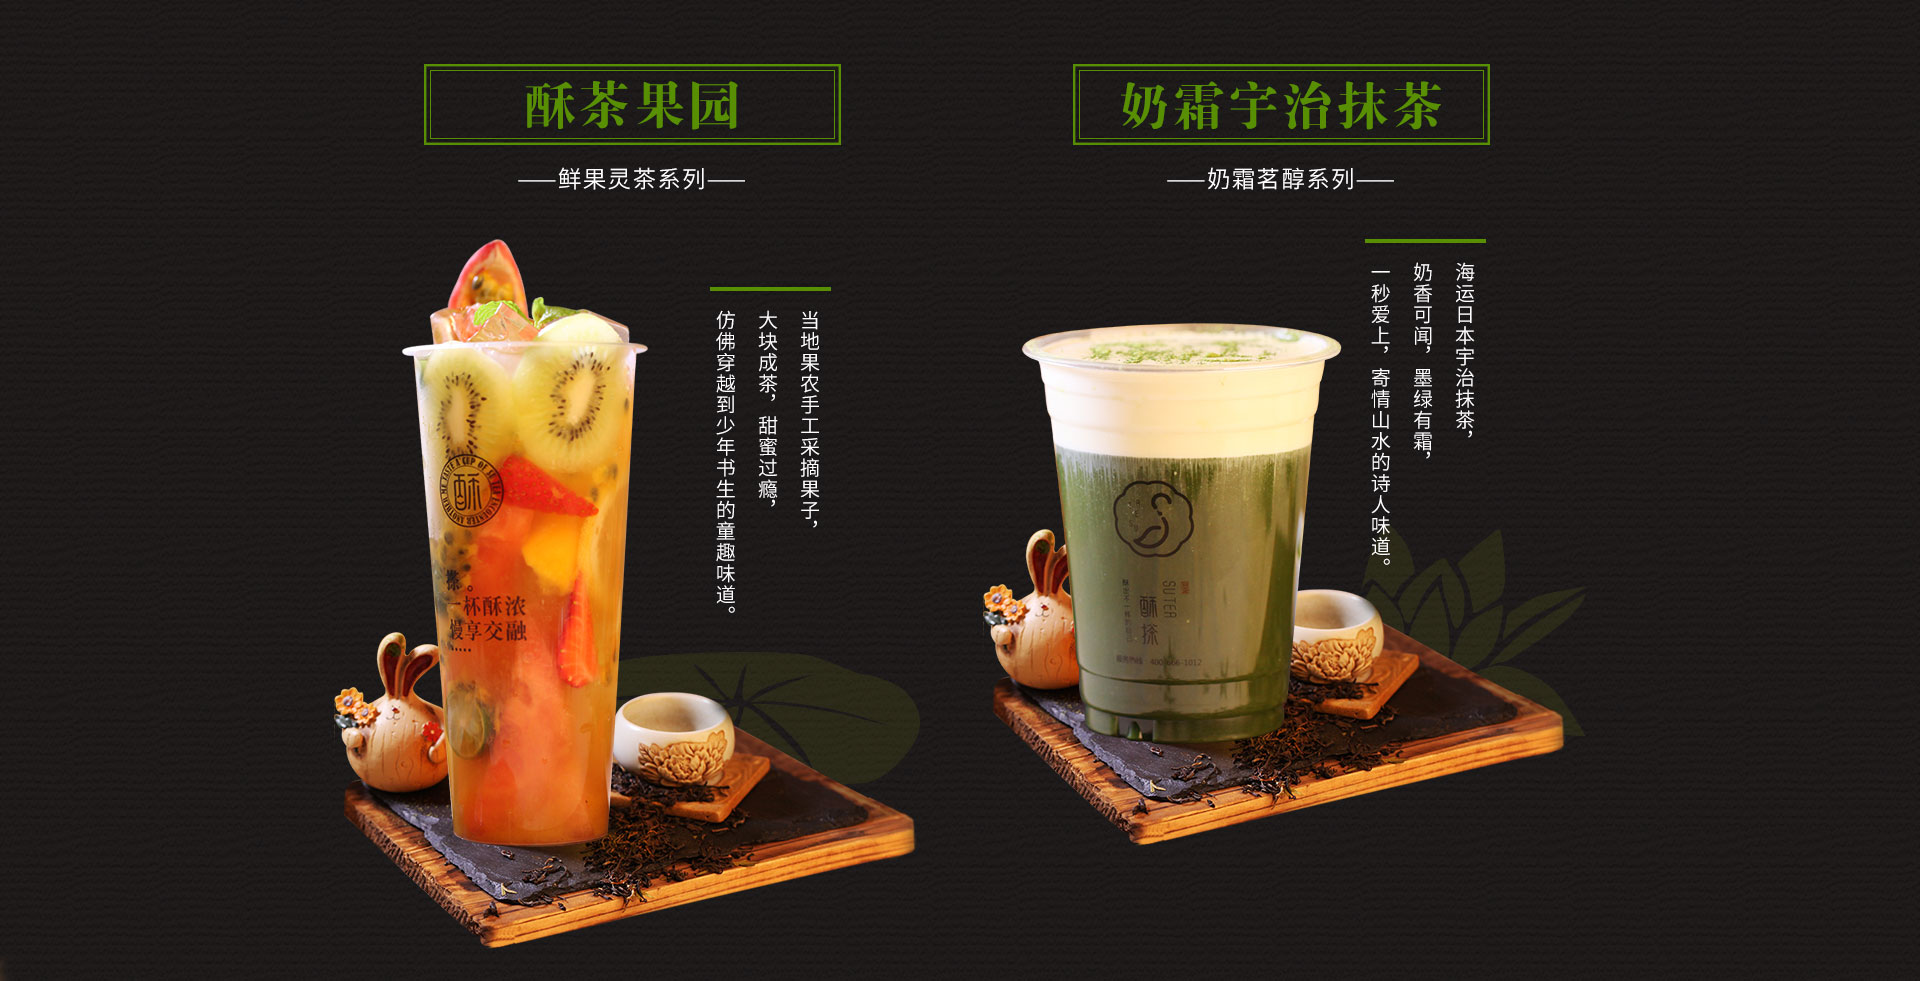 酥茶果园
——鲜果灵茶系列——
当地果农手工采摘果子，
大块成茶，甜蜜过瘾，
仿佛穿越到少年书生的童趣味道。
酥
一杯酥浓
慢享交融
奶霜宇治抹茶
——奶霜茗醇系列——
海运日本宇治抹茶，
奶香可闻，墨绿有霜，
一秒爱上，寄情山水的诗人味道。
SU TEA
酥